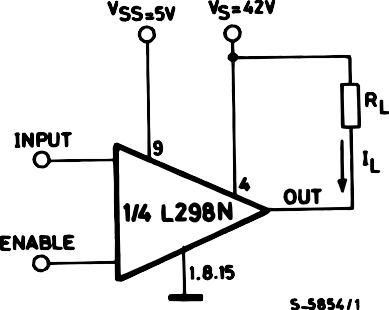 VSS=5V
VS=42V
INPUT
9
RL
IL
4
OUT
1/4 L298N
ENABLE
1.8.15
S-5854/1